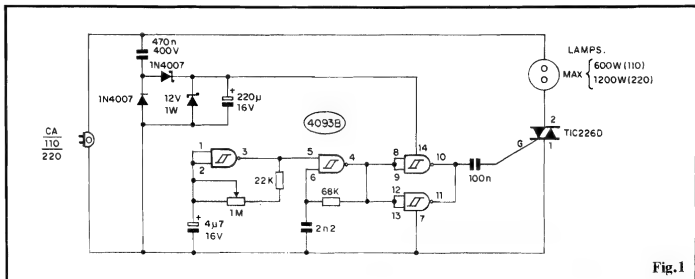 470n
400V
1N4007
1N4007
12V
1W
+
220µ
16V
4093B
LAMPS.
MAX { 600W (110)
1200W (220)
2
TIC226D
G
1
CA
110
220
1
2
3
22K
1M
+
4µ7
16V
5
6
4
68K
2n2
8
9
14
10
12
13
11
7
100n
Fig.1